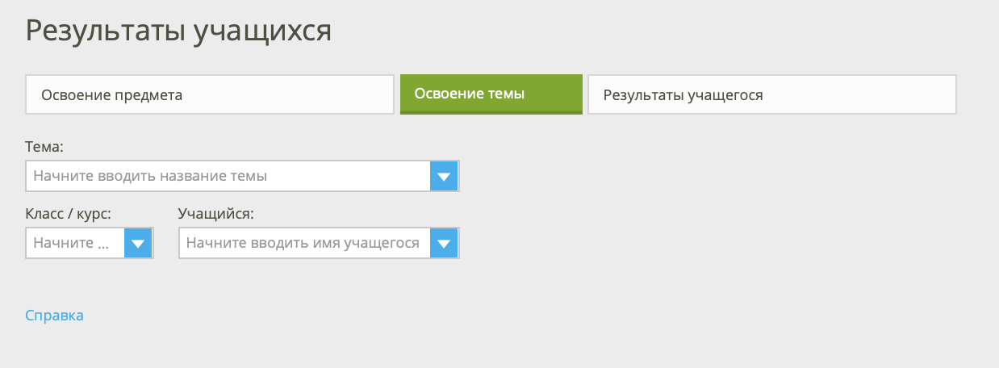 Результаты учащихся
Освоение предмета
Освоение темы
Результаты учащегося
Тема:
Начните вводить название темы
Класс / курс:
Учащийся:
Начните ...
Начните вводить имя учащегося
Справка